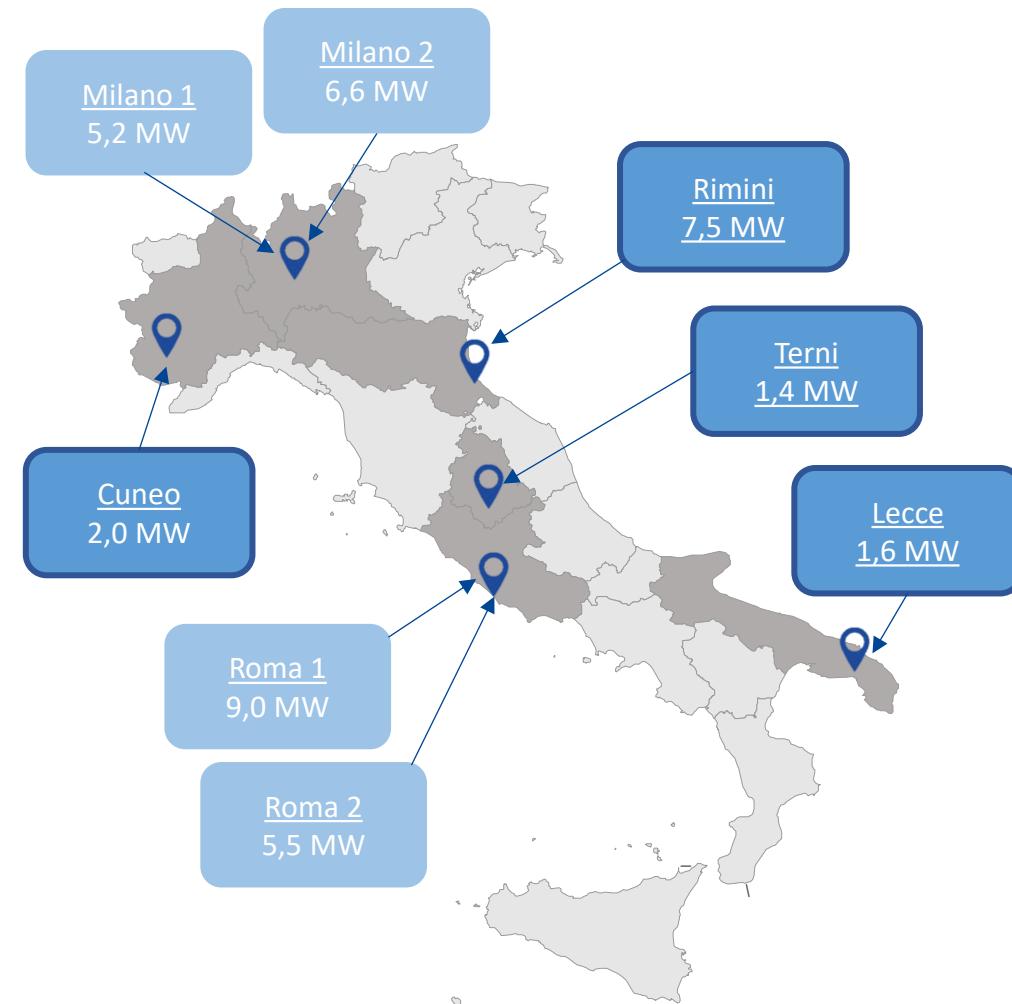 Milano 2
6,6 MW
Milano 1
5,2 MW
Rimini
7,5 MW
Terni
1,4 MW
Cuneo
2,0 MW
Lecce
1,6 MW
Roma 1
9,0 MW
Roma 2
5,5 MW